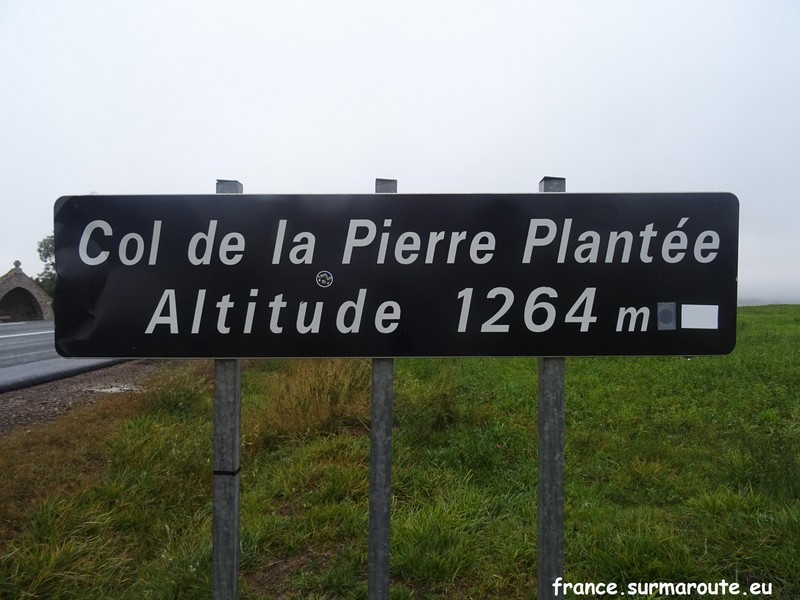 Col de la Pierre Plantée
Altitude 1264 m
france.surmaroute.eu